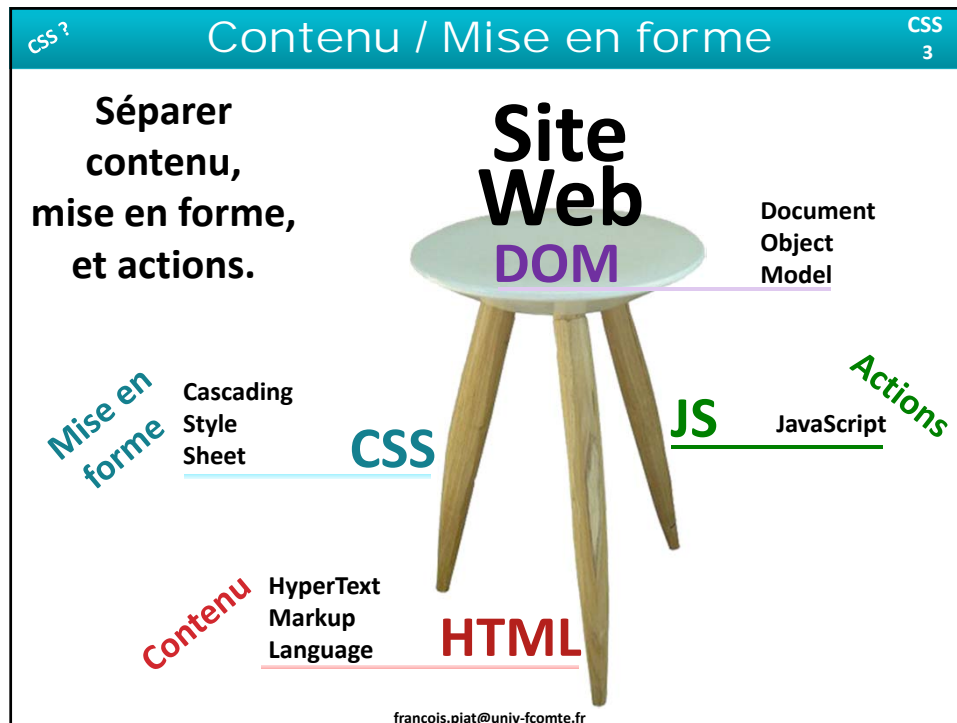 CSS ?
Contenu / Mise en forme
CSS
3
Séparer
contenu,
mise en forme,
et actions.
Site
Web
DOM
Document
Object
Model
Mise en
forme
Cascading
Style
Sheet
CSS
JS
JavaScript
Actions
Contenu
HyperText
Markup
Language
HTML
francois.piat@univ-fcomte.fr